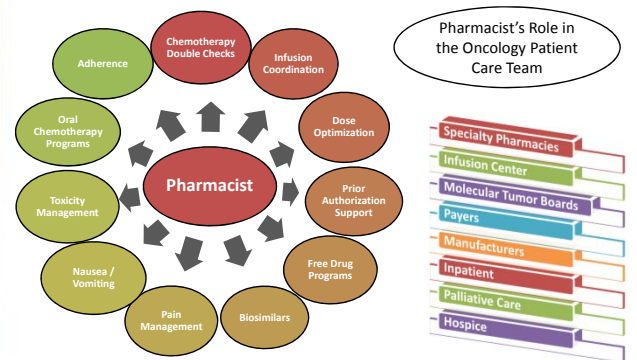 Pharmacist's Role in
the Oncology Patient
Care Team
Chemotherapy
Double Checks
Infusion
Coordination
Dose
Optimization
Prior
Authorization
Support
Free Drug
Programs
Biosimilars
Pain
Management
Nausea /
Vomiting
Toxicity
Management
Oral
Chemotherapy
Programs
Adherence
Pharmacist
Specialty Pharmacies
Infusion Center
Molecular Tumor Boards
Payers
Manufacturers
Inpatient
Palliative Care
Hospice